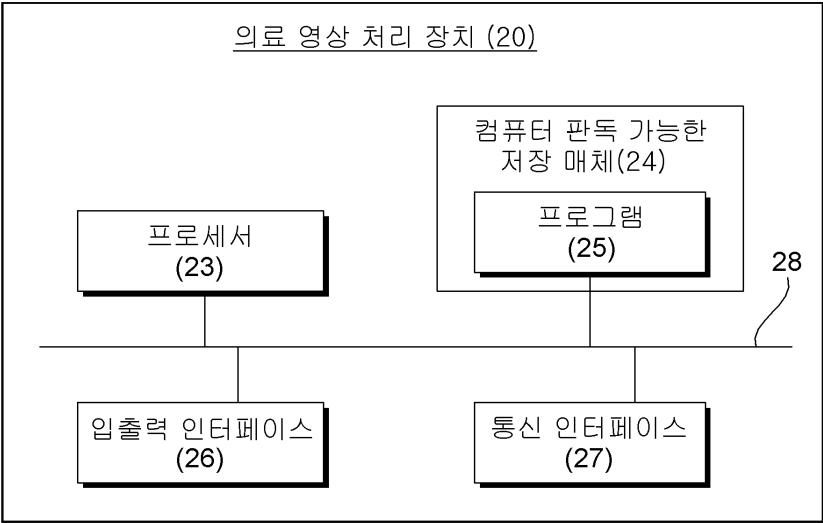 의료 영상 처리 장치 (20)
컴퓨터 판독 가능한
저장 매체(24)
프로세서
(23)
프로그램
(25)
28
입출력 인터페이스
(26)
통신 인터페이스
(27)